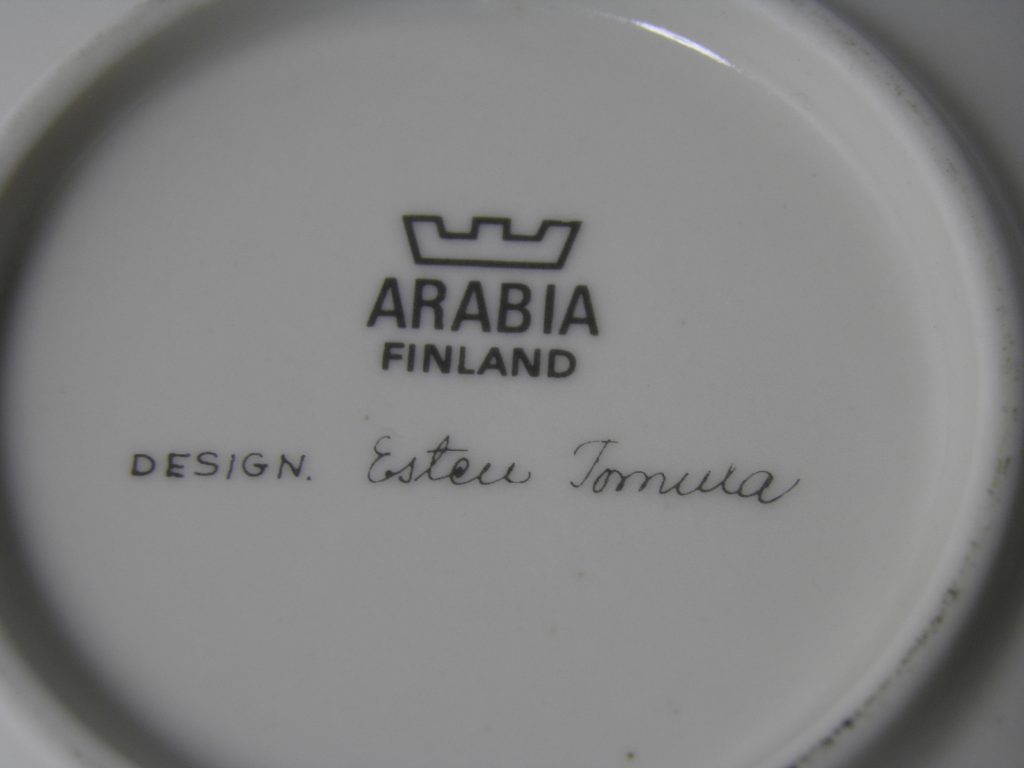 ARABIA
FINLAND
DESIGN. Esteri Tomula